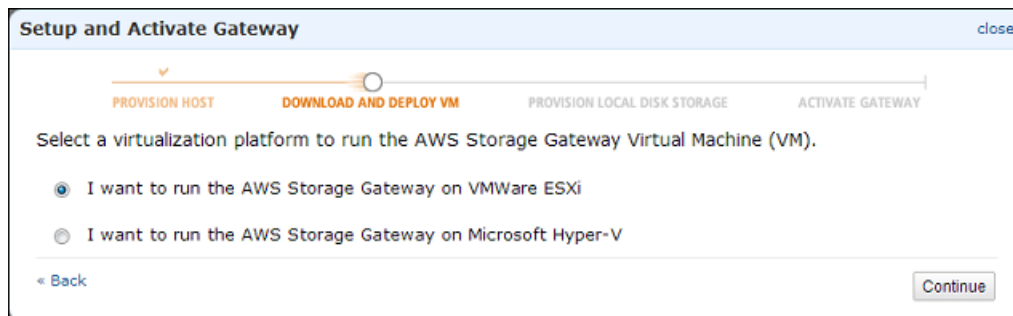 Setup and Activate Gateway
close
PROVISION HOST
DOWNLOAD AND DEPLOY VM
PROVISION LOCAL DISK STORAGE
ACTIVATE GATEWAY
Select a virtualization platform to run the AWS Storage Gateway Virtual Machine (VM).
I want to run the AWS Storage Gateway on VMWare ESXi
I want to run the AWS Storage Gateway on Microsoft Hyper-V
« Back
Continue